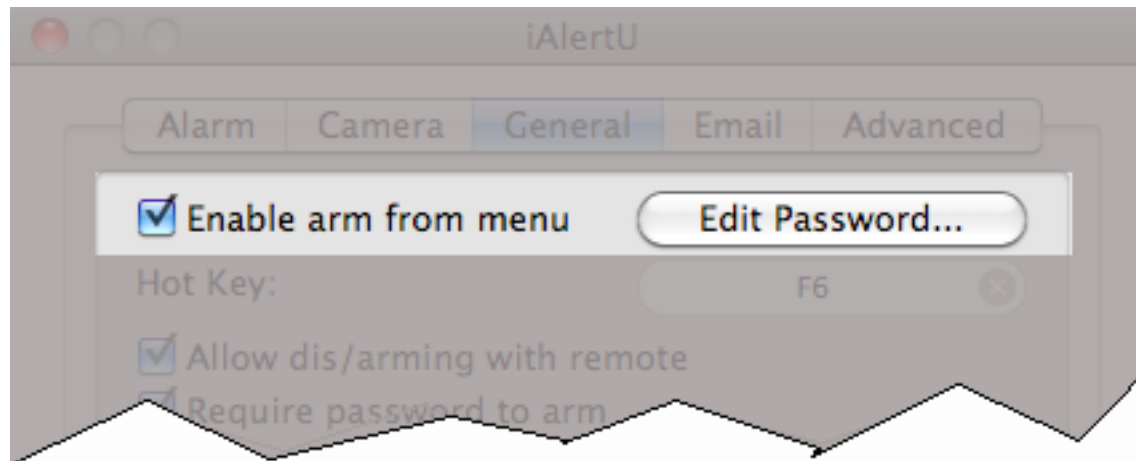 iAlertU
Alarm Camera General Email Advanced
Enable arm from menu Edit Password...
Hot Key: F6
Allow dis/arming with remote
Require password to arm